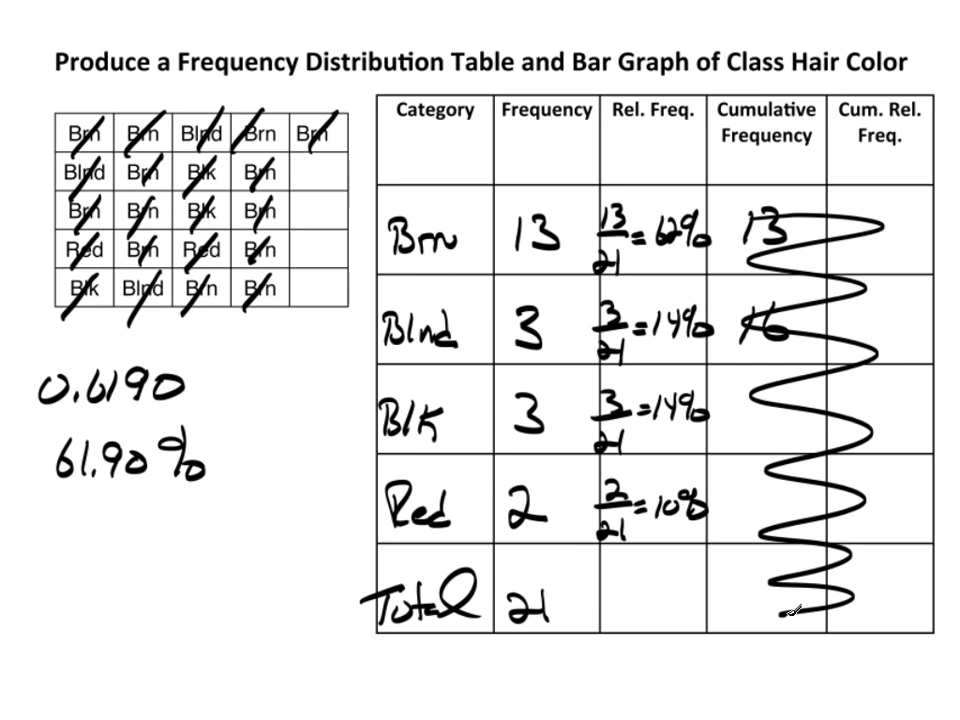 Produce a Frequency Distribution Table and Bar Graph of Class Hair Color
Brn Brn Blnd Brn Brn
Blnd Brn Blk Brn
Brn Brn Blk Brn
Red Brn Red Brn
Blk Blnd Brn Brn
0.6190
61.90%
Category Frequency Rel. Freq. Cumulative Frequency Cum. Rel. Freq.
Brn 13 13/21 = 62% 13
Blnd 3 3/21 = 14% 16
Blk 3 3/21 = 14%
Red 2 2/21 = 10%
Total 21